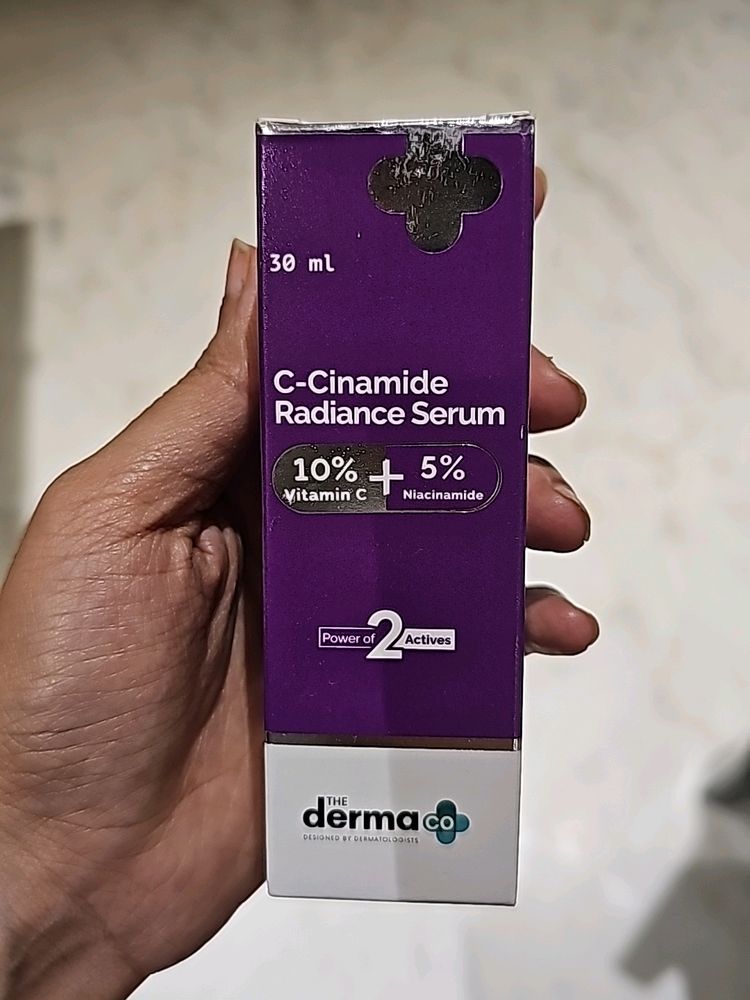 30 ml
C-Cinamide
Radiance Serum
10% + 5%
Vitamin C Niacinamide
Power of 2 Actives
THE
derma co
DESIGNED BY DERMATOLOGISTS